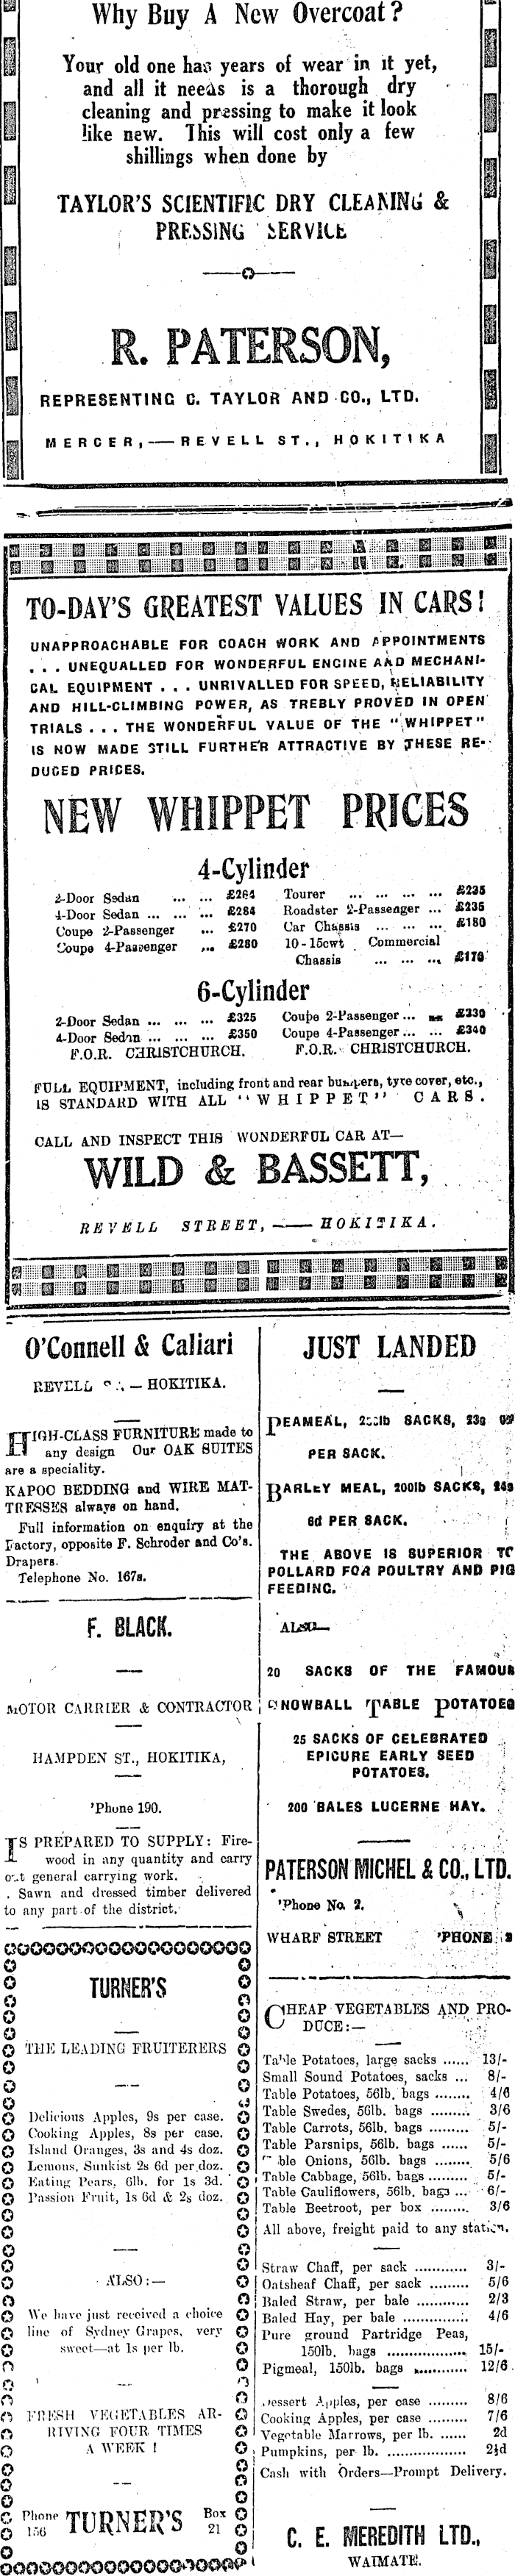 Why Buy A New Overcoat?
Your old one has years of wear in it yet,
and all it needs is a thorough dry
cleaning and pressing to make it look
like new. This will cost only a few
shillings when done by
TAYLOR'S SCIENTIFIC DRY CLEANING &
PRESSING SERVICE
R. PATERSON,
REPRESENTING C. TAYLOR AND CO., LTD.
MERCER,—REVELL ST., HOKITIKA
TO-DAY'S GREATEST VALUES IN CARS!
UNAPPROACHABLE FOR COACH WORK AND APPOINTMENTS
... UNEQUALLED FOR WONDERFUL ENGINE AND MECHANI-
CAL EQUIPMENT ... UNRIVALLED FOR SPEED, RELIABILITY
AND HILL-CLIMBING POWER, AS TREBLY PROVED IN OPEN
TRIALS ... THE WONDERFUL VALUE OF THE "WHIPPET"
IS NOW MADE STILL FURTHER ATTRACTIVE BY THESE RE-
DUCED PRICES.
NEW WHIPPET PRICES
4-Cylinder
2-Door Sedan ... ... £264
4-Door Sedan ... ... ... £284
Coupe 2-Passenger ... £270
Coupe 4-Passenger ... £280
Tourer ... ... ... ... ... £235
Roadster 2-Passenger ... £235
Car Chassis ... ... ... ... £180
10-15cwt Commercial
Chassis ... ... ... ... £178
6-Cylinder
2-Door Sedan ... ... ... £325
4-Door Sedan ... ... ... £350
F.O.R. CHRISTCHURCH.
Coupe 2-Passenger ... £330
Coupe 4-Passenger ... ... £340
F.O.R. CHRISTCHURCH.
FULL EQUIPMENT, including front and rear bumpers, tyre cover, etc.,
IS STANDARD WITH ALL "WHIPPET" CARS.
CALL AND INSPECT THIS WONDERFUL CAR AT—
WILD & BASSETT,
REVELL STREET,——HOKITIKA.
O'Connell & Caliari
REVELL — HOKITIKA.
HIGH-CLASS FURNITURE made to
any design Our OAK SUITES
are a speciality.
KAPOC BEDDING and WIRE MAT-
TRESSES always on hand.
Full information on enquiry at the
Factory, opposite F. Schroder and Co's.
Drapers.
Telephone No. 167s.
F. BLACK.
MOTOR CARRIER & CONTRACTOR
HAMPDEN ST., HOKITIKA,
'Phone 190.
IS PREPARED TO SUPPLY: Fire-
wood in any quantity and carry
out general carrying work.
Sawn and dressed timber delivered
to any part of the district.
TURNER'S
THE LEADING FRUITERERS
Delicious Apples, 9s per case.
Cooking Apples, 8s per case.
Island Oranges, 3s and 4s doz.
Lemons, Sunkist 2s 6d per doz.
Eating Pears, 6lb. for 1s 3d.
Passion Fruit, 1s 6d & 2s doz.
ALSO:—
We have just received a choice
line of Sydney Grapes, very
sweet—at 1s per lb.
FRESH VEGETABLES AR-
RIVING FOUR TIMES
A WEEK!
Phone 156 TURNER'S Box 21
JUST LANDED
PEAMEAL, SACKS, 23s
PER SACK.
BARLEY MEAL, 200lb SACKS, 24s
6d PER SACK.
THE ABOVE IS SUPERIOR TO
POLLARD FOR POULTRY AND PIG
FEEDING.
ALSO—
20 SACKS OF THE FAMOUS
SNOWBALL TABLE POTATOES
25 SACKS OF CELEBRATED
EPICURE EARLY SEED
POTATOES.
200 BALES LUCERNE HAY.
PATERSON MICHEL & CO., LTD.
'Phone No. 2.
WHARF STREET 'PHONE 2
CHEAP VEGETABLES AND PRO-
DUCE:—
Table Potatoes, large sacks ...... 13/-
Small Sound Potatoes, sacks ... 8/-
Table Potatoes, 56lb. bags ........ 4/6
Table Swedes, 56lb. bags ........ 3/6
Table Carrots, 56lb. bags ......... 5/-
Table Parsnips, 56lb. bags ...... 5/-
Table Onions, 56lb. bags ........ 5/6
Table Cabbage, 56lb. bags ......... 5/-
Table Cauliflowers, 56lb. bags ... 6/-
Table Beetroot, per box ......... 3/6
All above, freight paid to any station.
Straw Chaff, per sack ............ 3/-
Oatsheaf Chaff, per sack ......... 5/6
Baled Straw, per bale ............ 2/3
Baled Hay, per bale ............... 4/6
Pure ground Partridge Peas,
150lb. bags .................. 15/-
Pigmeal, 150lb. bags ............ 12/6
Dessert Apples, per case ......... 8/6
Cooking Apples, per case ......... 7/6
Vegetable Marrows, per lb. ...... 2d
Pumpkins, per lb. .................. 2½d
Cash with Orders—Prompt Delivery.
C. E. MEREDITH LTD.,
WAIMATE.